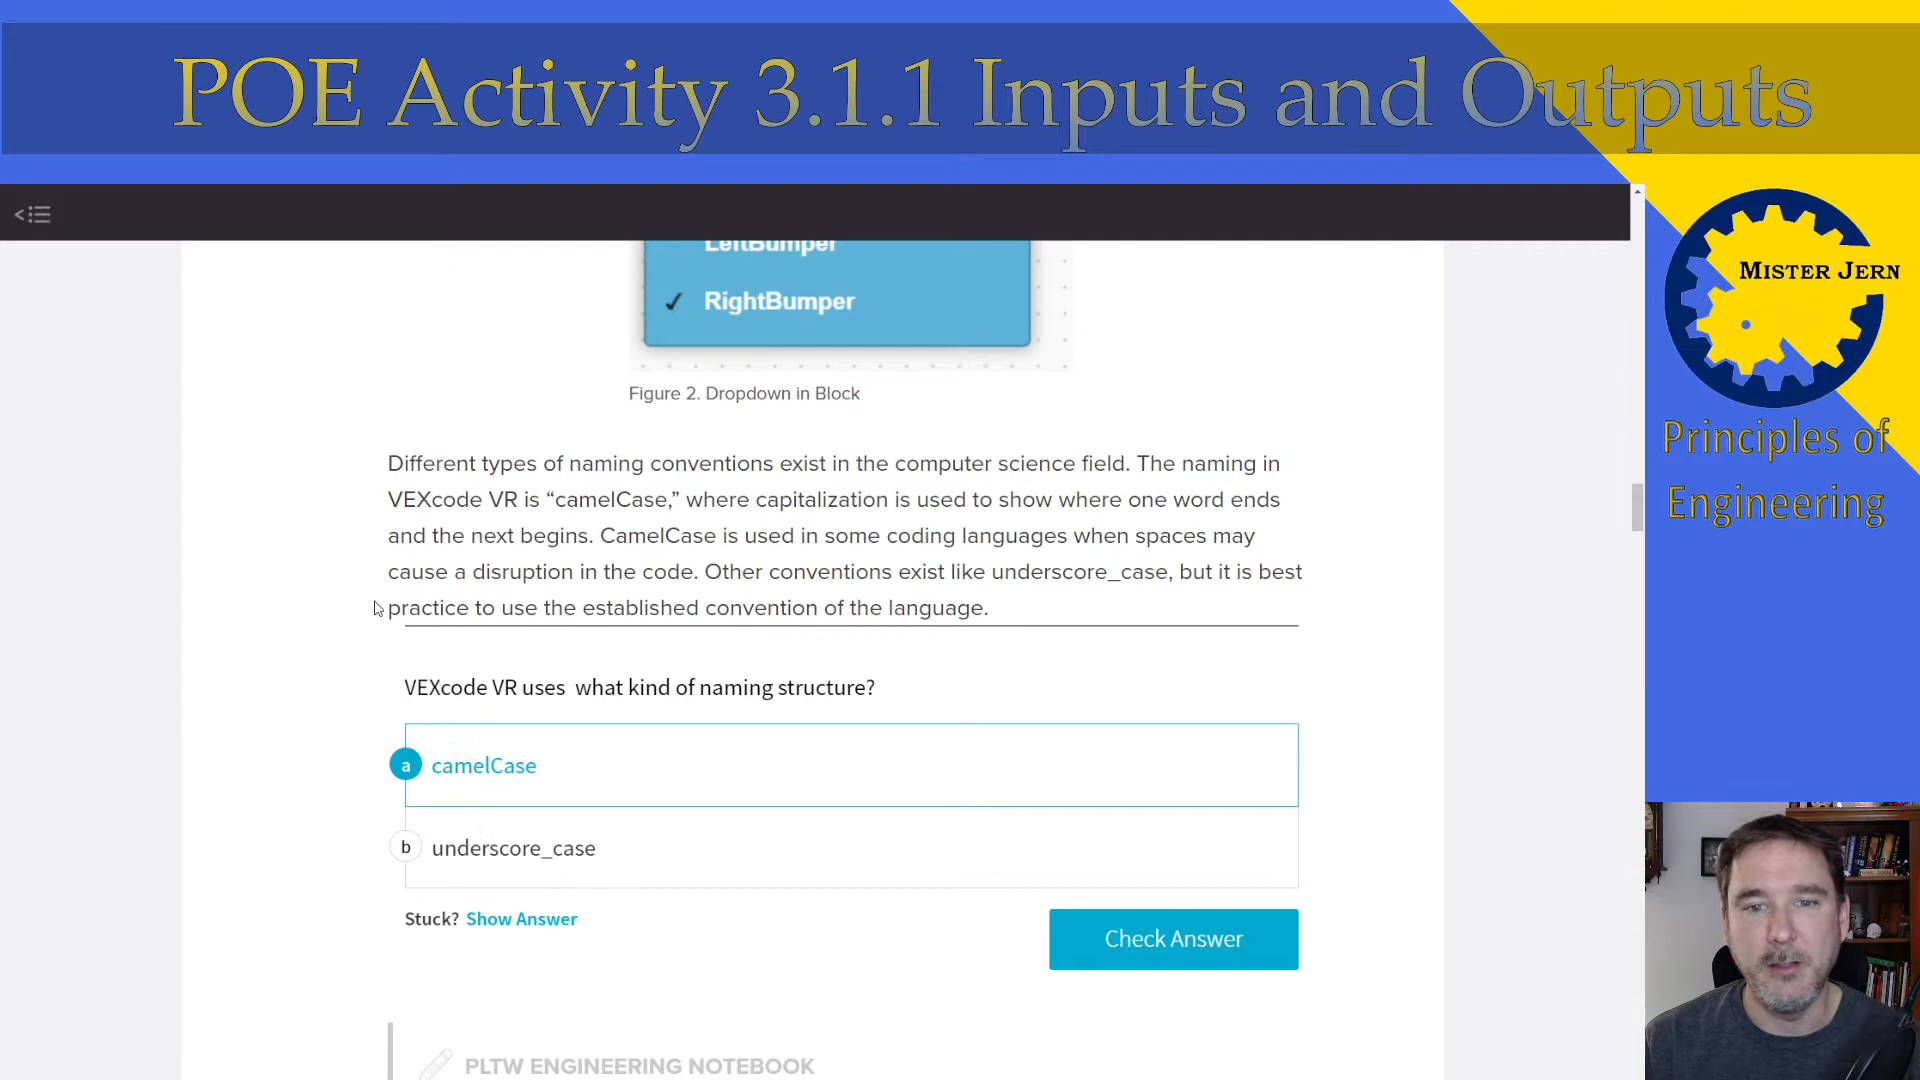 POE Activity 3.1.1 Inputs and Outputs
MISTER JERN
Principles of
Engineering
LeftBumper
✓ RightBumper
Figure 2. Dropdown in Block
Different types of naming conventions exist in the computer science field. The naming in
VEXcode VR is “camelCase,” where capitalization is used to show where one word ends
and the next begins. CamelCase is used in some coding languages when spaces may
cause a disruption in the code. Other conventions exist like underscore_case, but it is best
practice to use the established convention of the language.
VEXcode VR uses  what kind of naming structure?
a camelCase
b underscore_case
Stuck? Show Answer
Check Answer
PLTW ENGINEERING NOTEBOOK